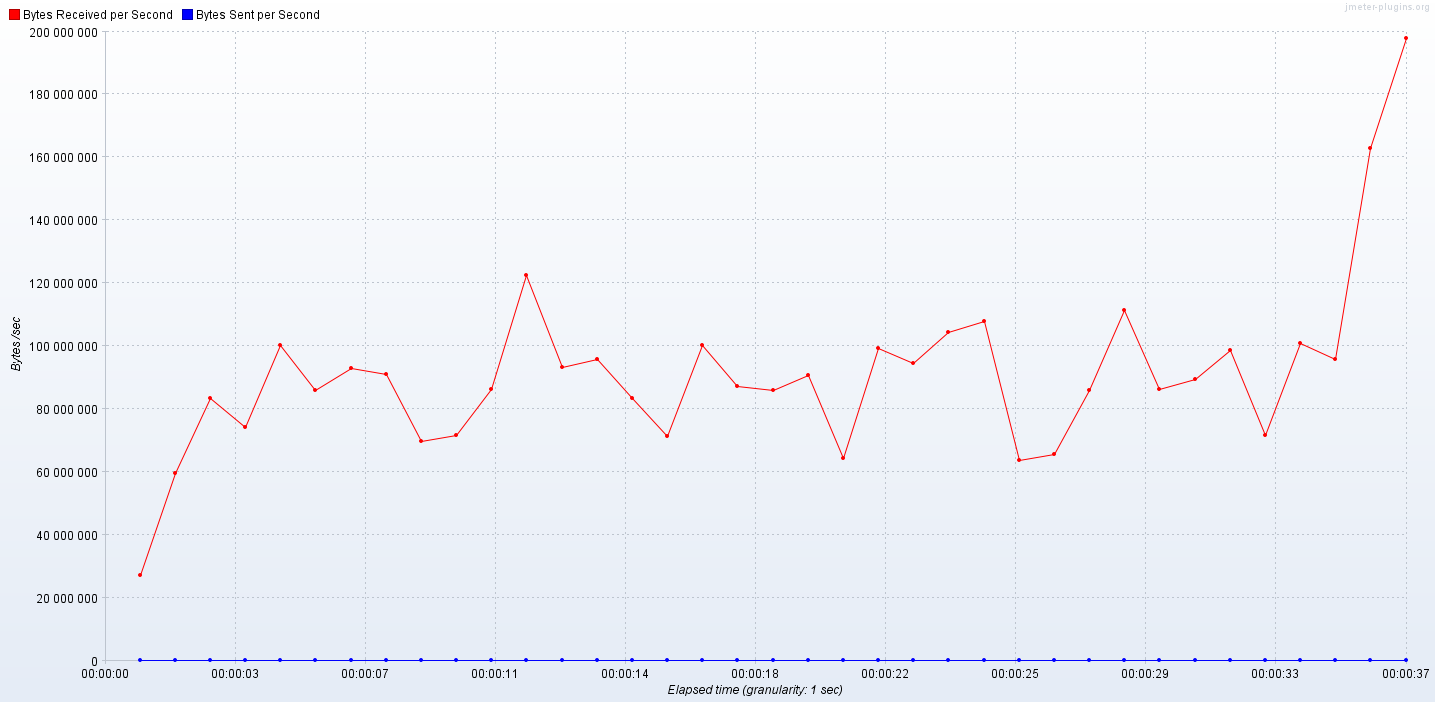 jmeter-plugins.org
Bytes Received per Second Bytes Sent per Second
200 000 000
180 000 000
160 000 000
140 000 000
120 000 000
100 000 000
80 000 000
60 000 000
40 000 000
20 000 000
0
Bytes /sec
00:00:00 00:00:03 00:00:07 00:00:11 00:00:14 00:00:18 00:00:22 00:00:25 00:00:29 00:00:33 00:00:37
Elapsed time (granularity: 1 sec)